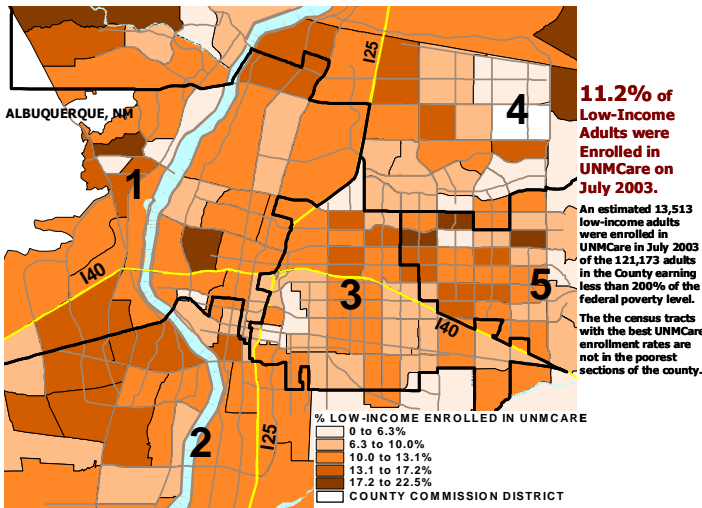 I25
ALBUQUERQUE, NM
4
1
I40
3
5
I40
2
I25
11.2% of
Low-Income
Adults were
Enrolled in
UNMCare on
July 2003.
An estimated 13,513
low-income adults
were enrolled in
UNMCare in July 2003
of the 121,173 adults
in the County earning
less than 200% of the
federal poverty level.
The the census tracts
with the best UNMCare
enrollment rates are
not in the poorest
sections of the county.
% LOW-INCOME ENROLLED IN UNMCARE
0 to 6.3%
6.3 to 10.0%
10.0 to 13.1%
13.1 to 17.2%
17.2 to 22.5%
COUNTY COMMISSION DISTRICT